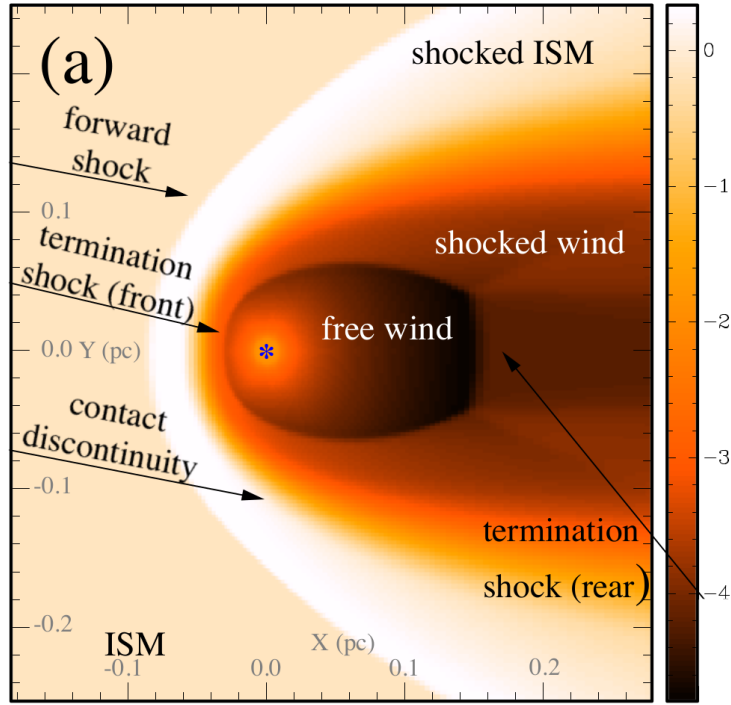 (a)
shocked ISM
0
forward
shock
−1
0.1
termination
shock (front)
shocked wind
free wind
−2
0.0 Y (pc)
*
contact
discontinuity
−3
-0.1
termination
shock (rear)
−4
-0.2
ISM
X (pc)
-0.1
0.0
0.1
0.2